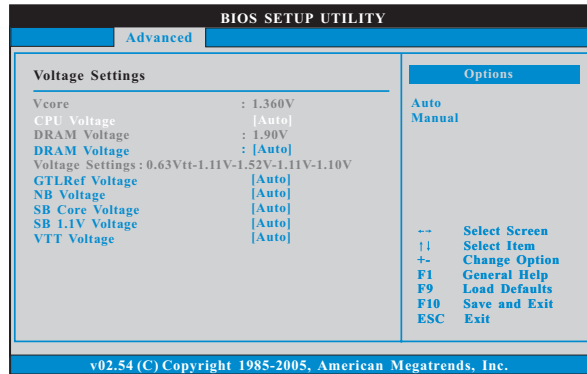 BIOS SETUP UTILITY
Advanced
Voltage Settings
Vcore : 1.360V
CPU Voltage [Auto]
DRAM Voltage : 1.90V
DRAM Voltage : [Auto]
Voltage Settings : 0.63Vtt-1.11V-1.52V-1.11V-1.10V
GTLRef Voltage [Auto]
NB Voltage [Auto]
SB Core Voltage [Auto]
SB 1.1V Voltage [Auto]
VTT Voltage [Auto]
Options
Auto
Manual
←→ Select Screen
↑↓ Select Item
+- Change Option
F1 General Help
F9 Load Defaults
F10 Save and Exit
ESC Exit
v02.54 (C) Copyright 1985-2005, American Megatrends, Inc.